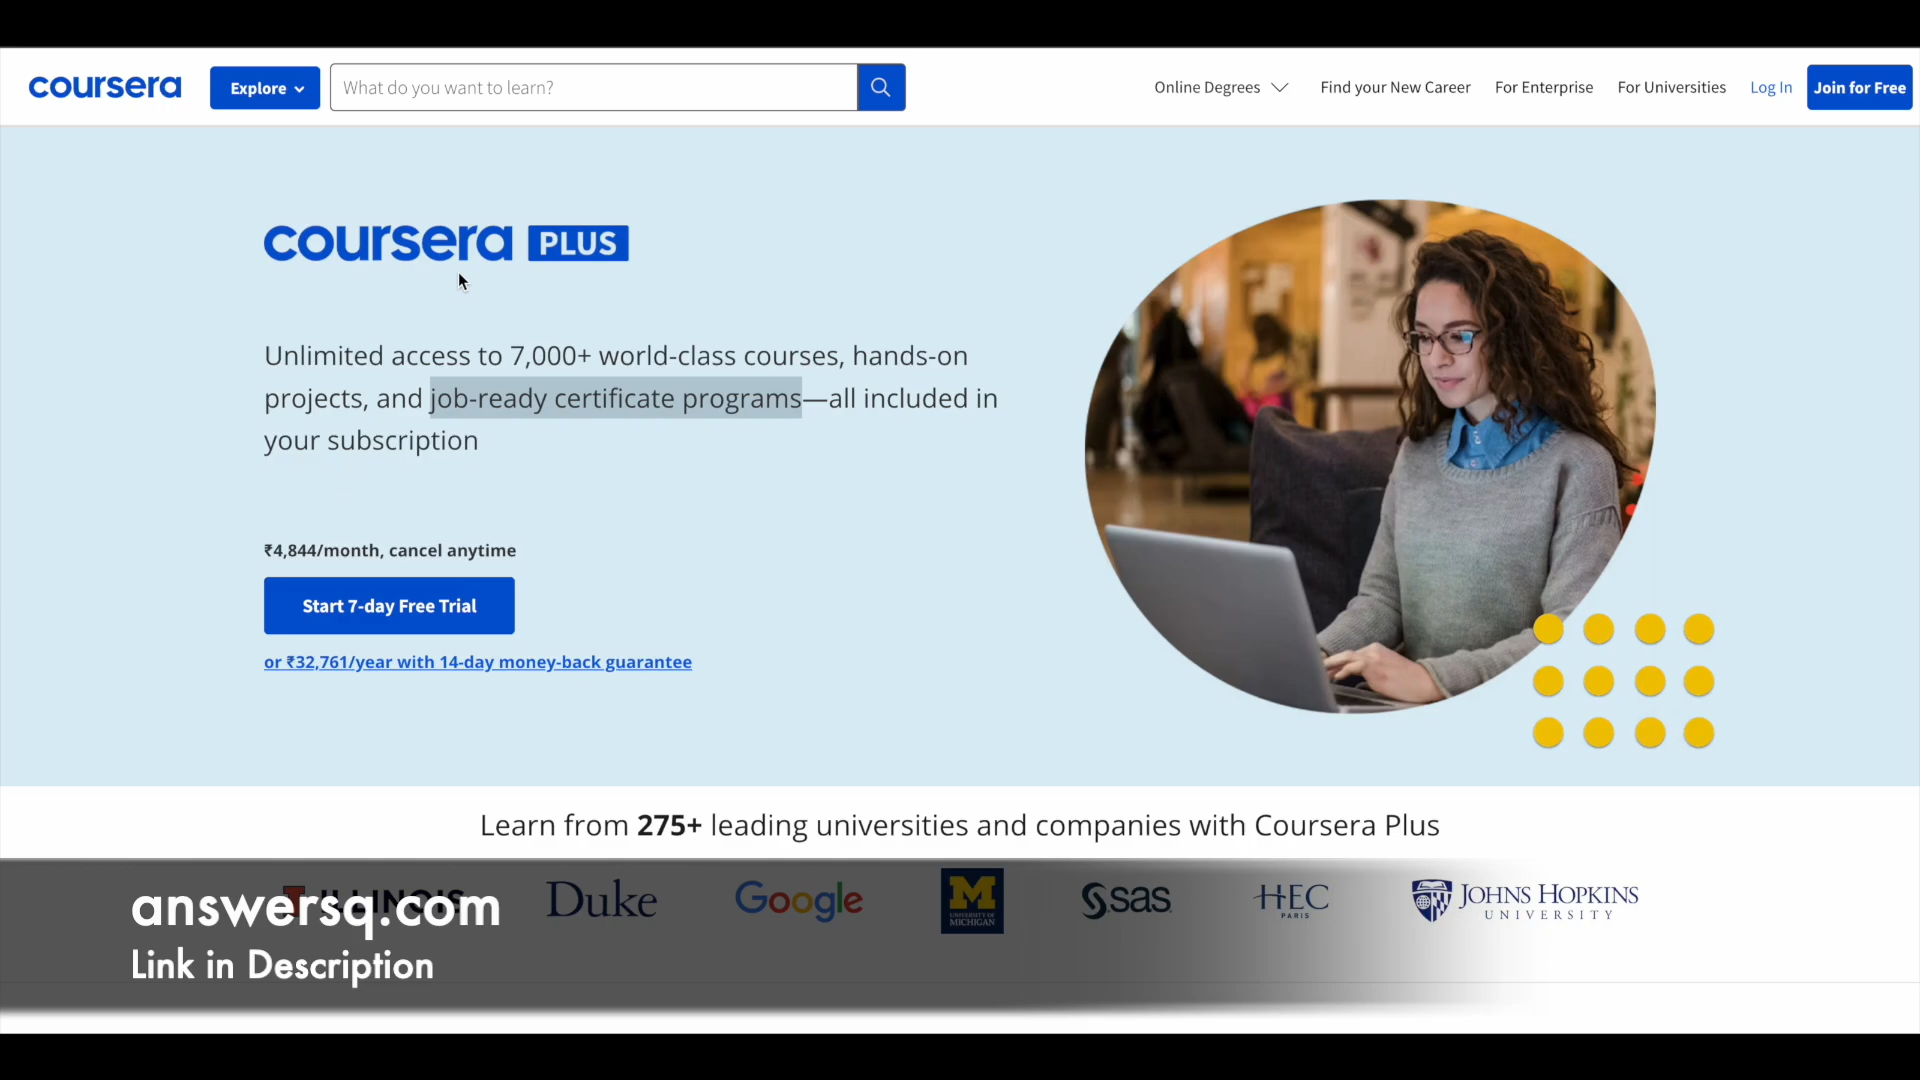 coursera
Explore
What do you want to learn?
Online Degrees
Find your New Career
For Enterprise
For Universities
Log In
Join for Free
coursera PLUS
Unlimited access to 7,000+ world-class courses, hands-on
projects, and job-ready certificate programs—all included in
your subscription
₹4,844/month, cancel anytime
Start 7-day Free Trial
or ₹32,761/year with 14-day money-back guarantee
Learn from 275+ leading universities and companies with Coursera Plus
ILLINOIS
Duke
Google
M
UNIVERSITY OF
MICHIGAN
sas
HEC
PARIS
JOHNS HOPKINS
UNIVERSITY
answersq.com
Link in Description